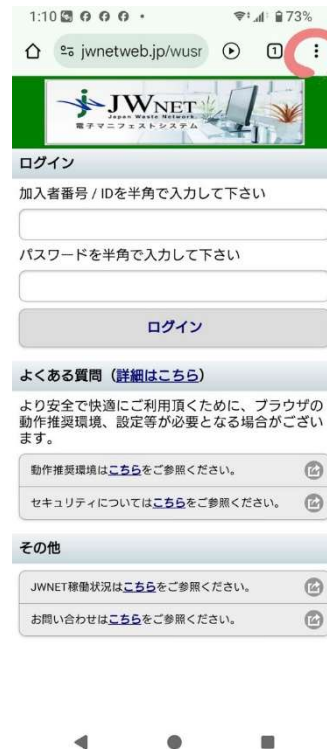 1:10 73%
jwnetweb.jp/wusr 1
JWNET
Japan Waste Network
電子マニフェストシステム
ログイン
加入者番号 / IDを半角で入力して下さい
パスワードを半角で入力して下さい
ログイン
よくある質問（詳細はこちら）
より安全で快適にご利用頂くために、ブラウザの
動作推奨環境、設定等が必要となる場合がござい
ます。
動作推奨環境はこちらをご参照ください。
セキュリティについてはこちらをご参照ください。
その他
JWNET稼働状況はこちらをご参照ください。
お問い合わせはこちらをご参照ください。